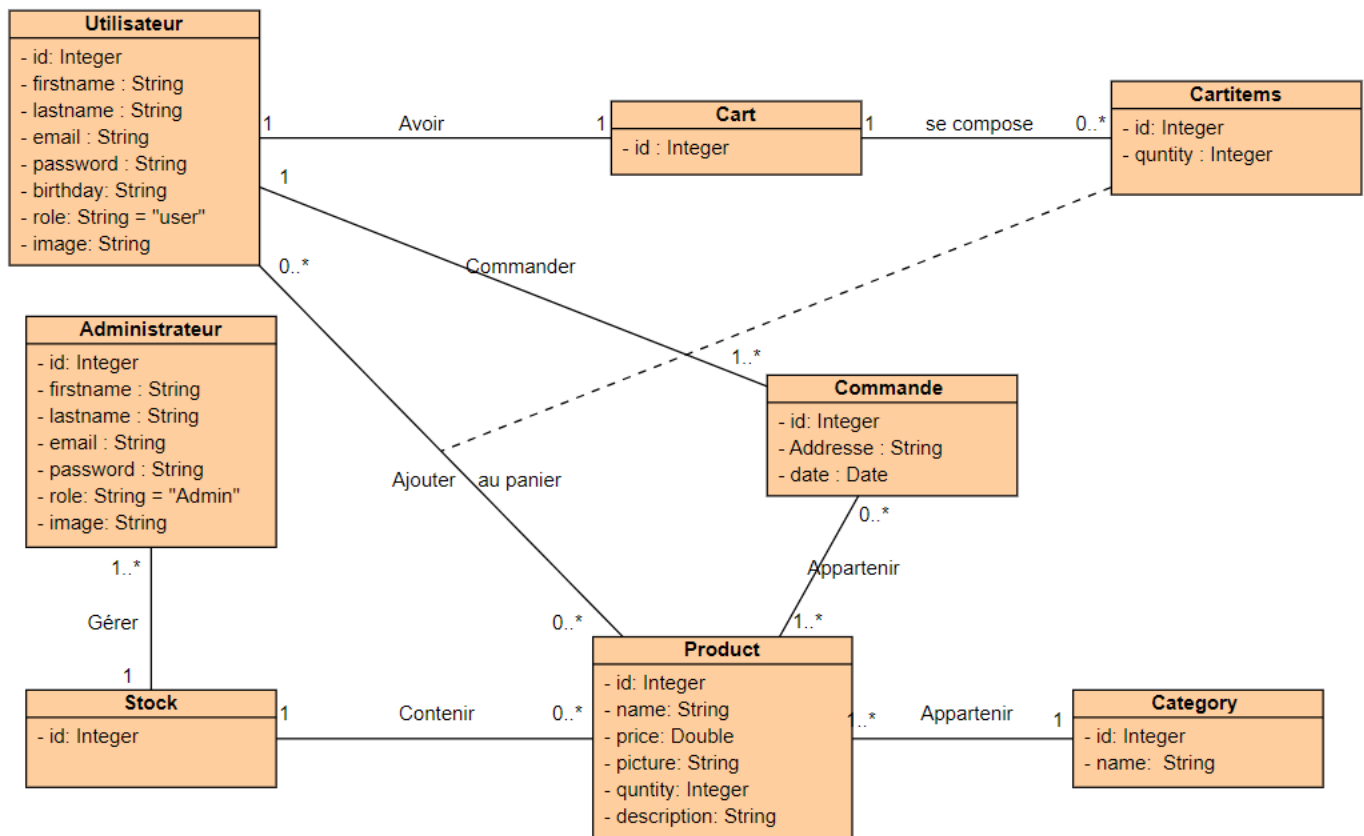 Utilisateur
- id: Integer
- firstname : String
- lastname : String
- email : String
- password : String
- birthday: String
- role: String = "user"
- image: String
1 Avoir 1
Cart
- id : Integer
1 se compose 0..*
Cartitems
- id: Integer
- quntity : Integer
1
Commander
1..*
0..*
Ajouter au panier
0..*
Administrateur
- id: Integer
- firstname : String
- lastname : String
- email : String
- password : String
- role: String = "Admin"
- image: String
1..*
Gérer
1
Commande
- id: Integer
- Addresse : String
- date : Date
0..*
Appartenir
1..*
Stock
- id: Integer
1 Contenir 0..*
Product
- id: Integer
- name: String
- price: Double
- picture: String
- quntity: Integer
- description: String
1..* Appartenir 1
Category
- id: Integer
- name: String